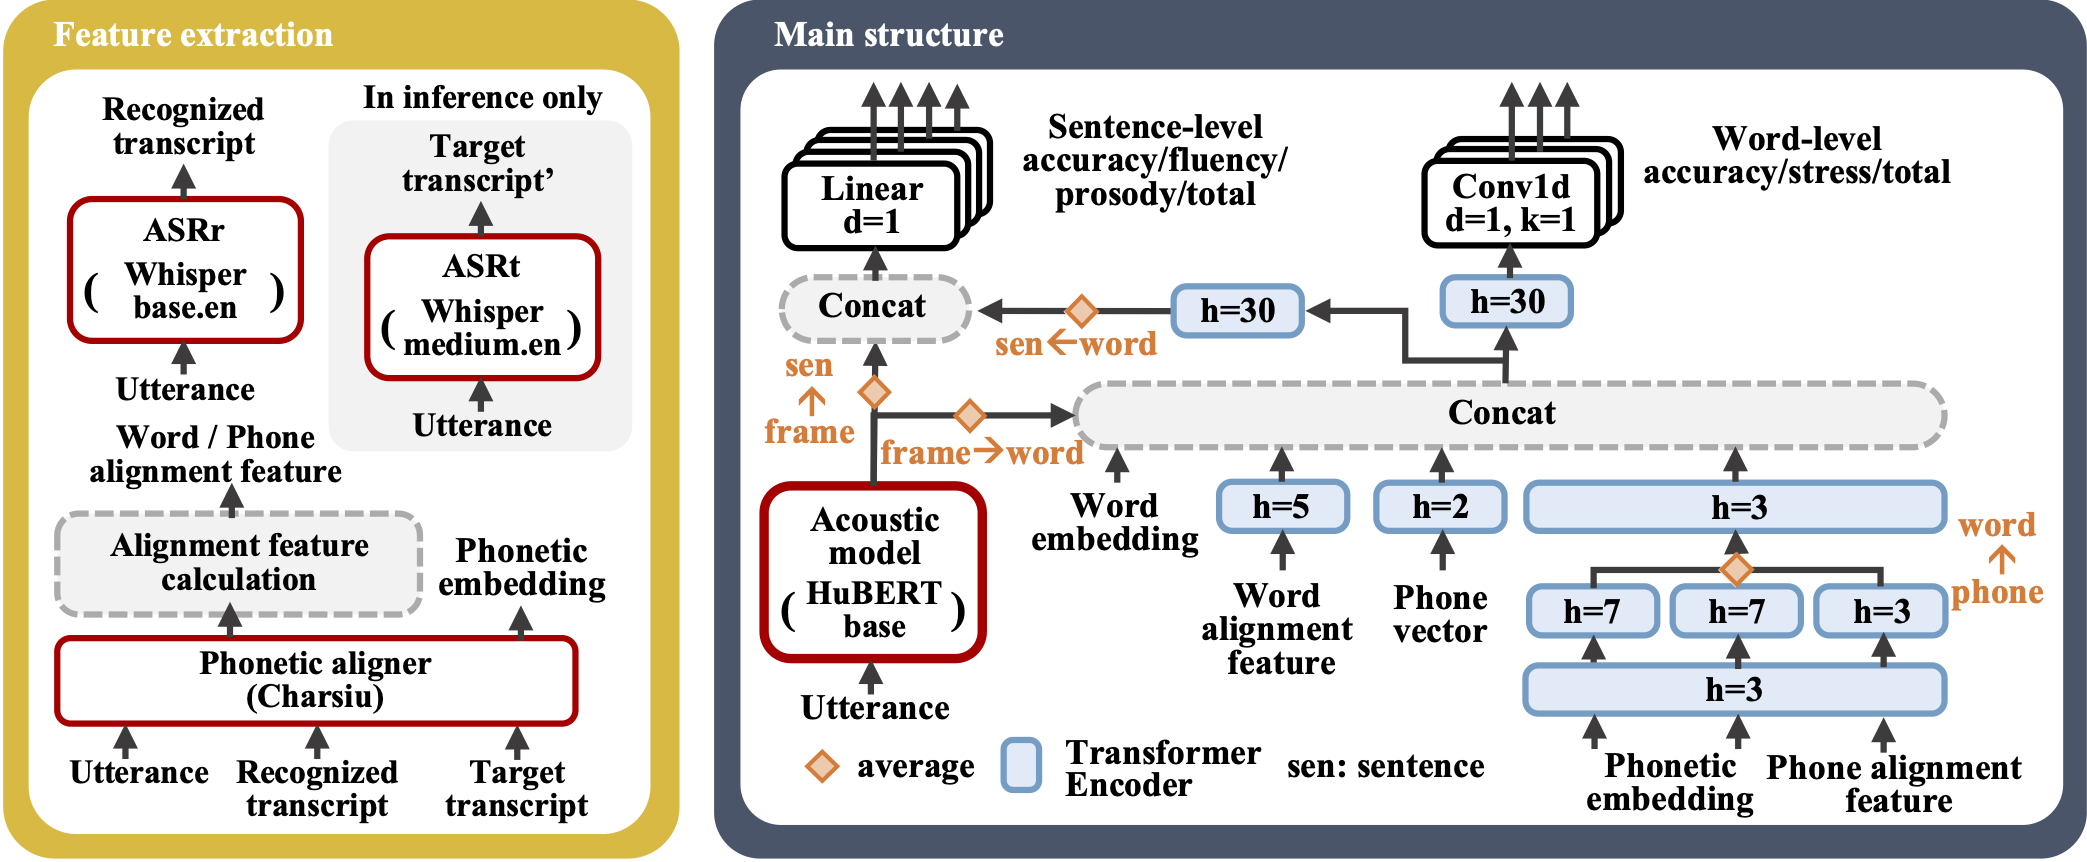 Feature extraction
Recognized
transcript
ASRr
( Whisper )
base.en
Utterance
In inference only
Target
transcript’
ASRt
( Whisper )
medium.en
Utterance
Word / Phone
alignment feature
Alignment feature
calculation
Phonetic
embedding
Phonetic aligner
(Charsiu)
Utterance
Recognized
transcript
Target
transcript
Main structure
Linear
d=1
Sentence-level
accuracy/fluency/
prosody/total
Conv1d
d=1, k=1
Word-level
accuracy/stress/total
Concat
sen←word
h=30
h=30
sen
↑
frame
frame→word
Concat
Acoustic
model
( HuBERT )
base
Utterance
Word
embedding
h=5
Word
alignment
feature
h=2
Phone
vector
h=3
word
↑
phone
h=7
h=7
h=3
h=3
Phonetic
embedding
Phone alignment
feature
average
Transformer
Encoder
sen: sentence